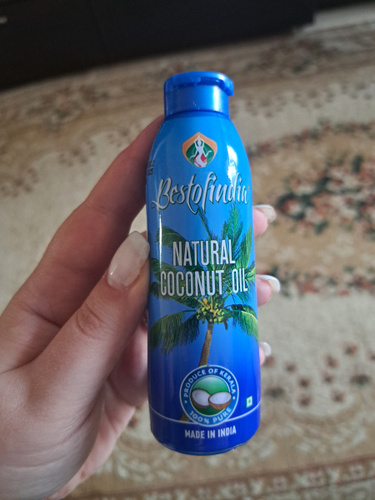 Bestofindia
NATURAL
COCONUT OIL
PRODUCE OF KERALA
100% PURE
MADE IN INDIA